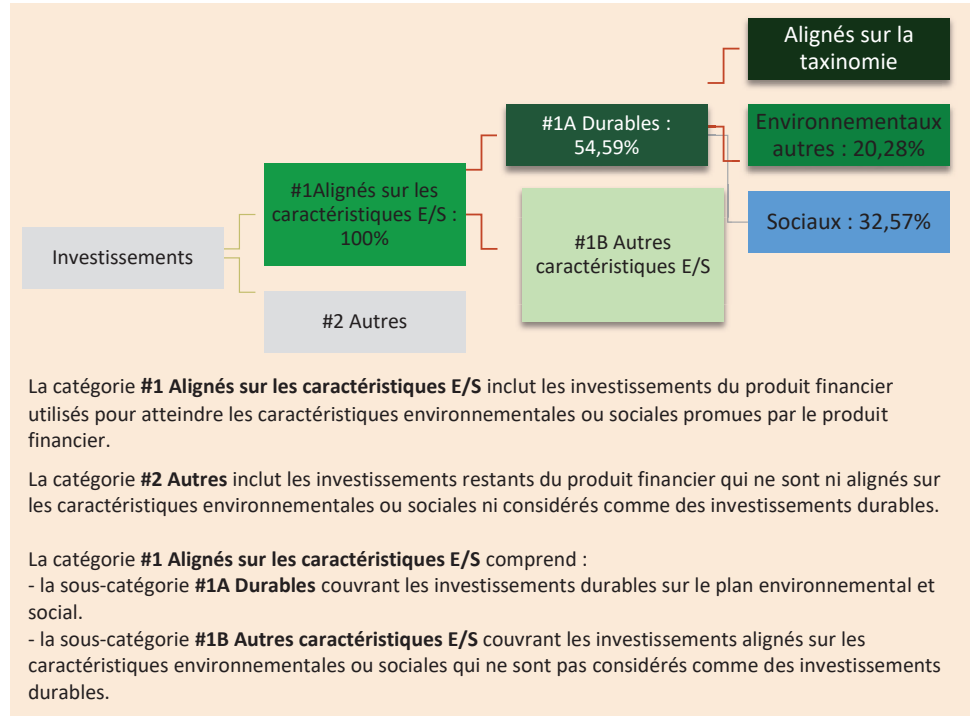 Alignés sur la
taxinomie
#1A Durables :
54,59%
Environnementaux
autres : 20,28%
#1Alignés sur les
caractéristiques E/S :
100%
Sociaux : 32,57%
#1B Autres
caractéristiques E/S
Investissements
#2 Autres
La catégorie #1 Alignés sur les caractéristiques E/S inclut les investissements du produit financier
utilisés pour atteindre les caractéristiques environnementales ou sociales promues par le produit
financier.
La catégorie #2 Autres inclut les investissements restants du produit financier qui ne sont ni alignés sur
les caractéristiques environnementales ou sociales ni considérés comme des investissements durables.
La catégorie #1 Alignés sur les caractéristiques E/S comprend :
- la sous-catégorie #1A Durables couvrant les investissements durables sur le plan environnemental et
social.
- la sous-catégorie #1B Autres caractéristiques E/S couvrant les investissements alignés sur les
caractéristiques environnementales ou sociales qui ne sont pas considérés comme des investissements
durables.